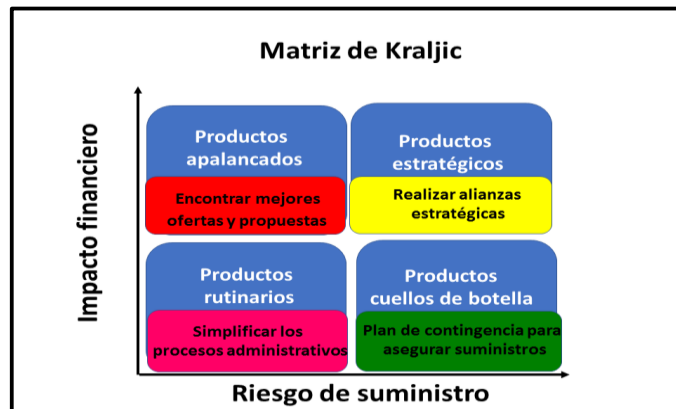 Matriz de Kraljic
Impacto financiero
Productos
apalancados
Encontrar mejores
ofertas y propuestas
Productos
estratégicos
Realizar alianzas
estratégicas
Productos
rutinarios
Simplificar los
procesos administrativos
Productos
cuellos de botella
Plan de contingencia para
asegurar suministros
Riesgo de suministro